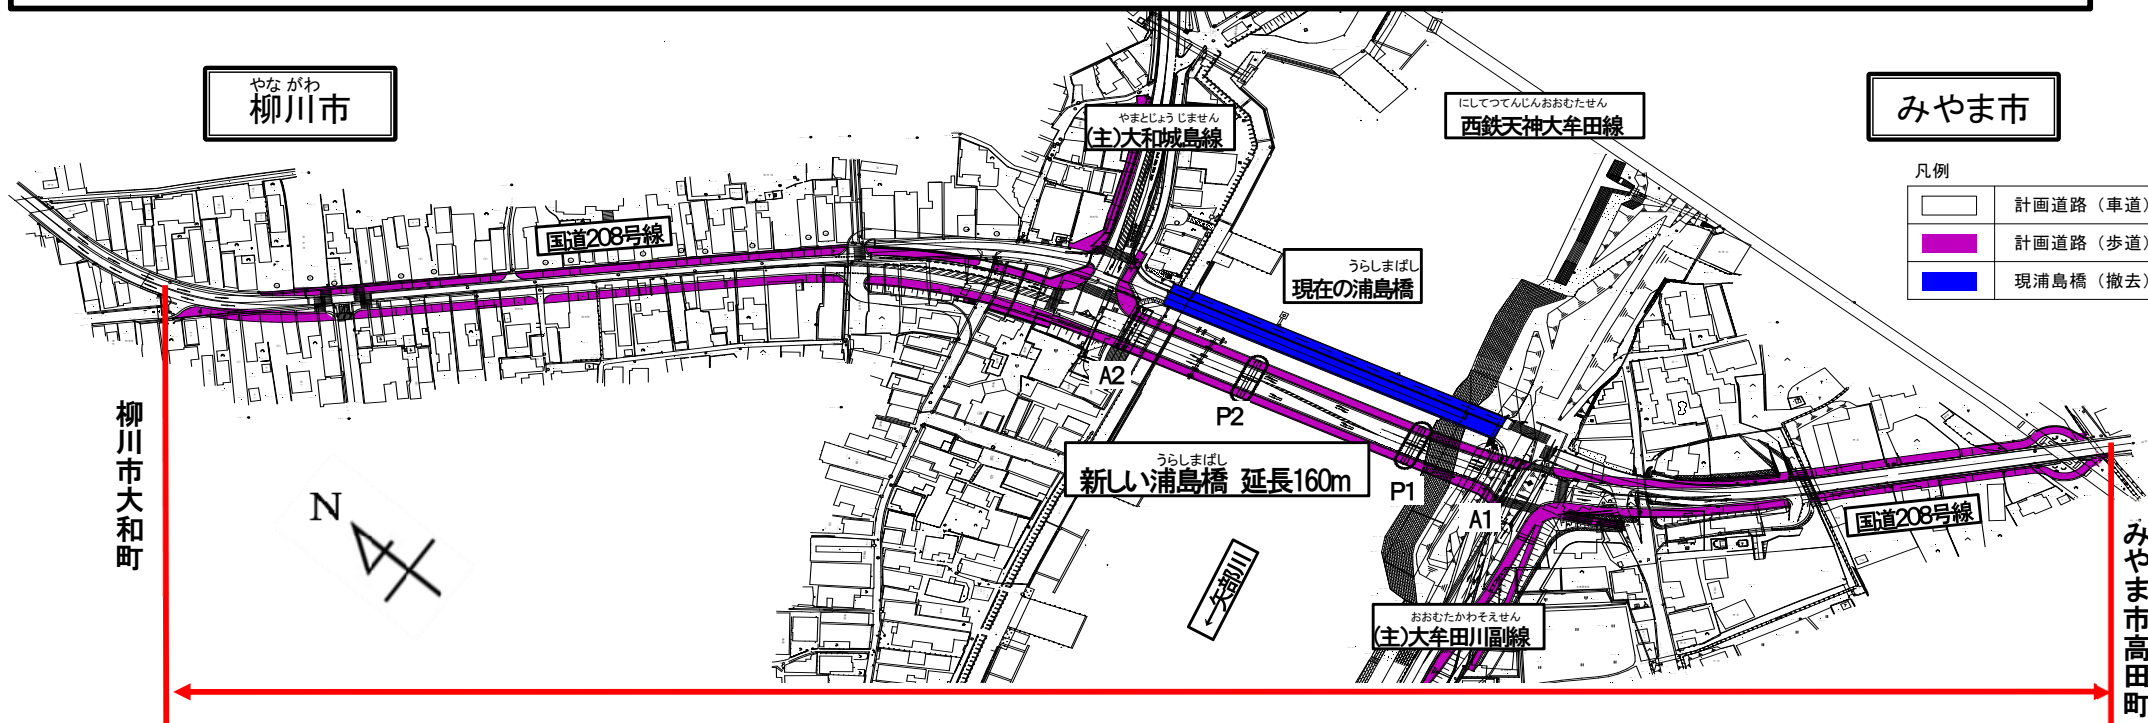 やながわ
柳川市
やまとじょうじません
(主)大和城島線
にしてつてんじんおおむたせん
西鉄天神大牟田線
みやま市
凡例
計画道路（車道）
計画道路（歩道）
現浦島橋（撤去）
国道208号線
うらしまばし
現在の浦島橋
A2
P2
うらしまばし
新しい浦島橋 延長160m
P1
A1
国道208号線
柳川市大和町
N
←矢部川
おおむたかわそえせん
(主)大牟田川副線
みやま市高田町